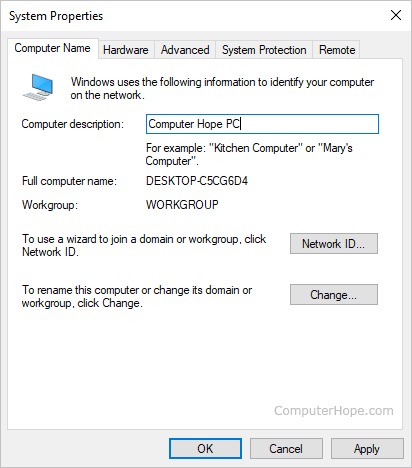 System Properties
Computer Name Hardware Advanced System Protection Remote
Windows uses the following information to identify your computer
on the network.
Computer description: Computer Hope PC
For example: "Kitchen Computer" or "Mary's
Computer".
Full computer name: DESKTOP-C5CG6D4
Workgroup: WORKGROUP
To use a wizard to join a domain or workgroup, click
Network ID.
Network ID...
To rename this computer or change its domain or
workgroup, click Change.
Change...
ComputerHope.com
OK Cancel Apply